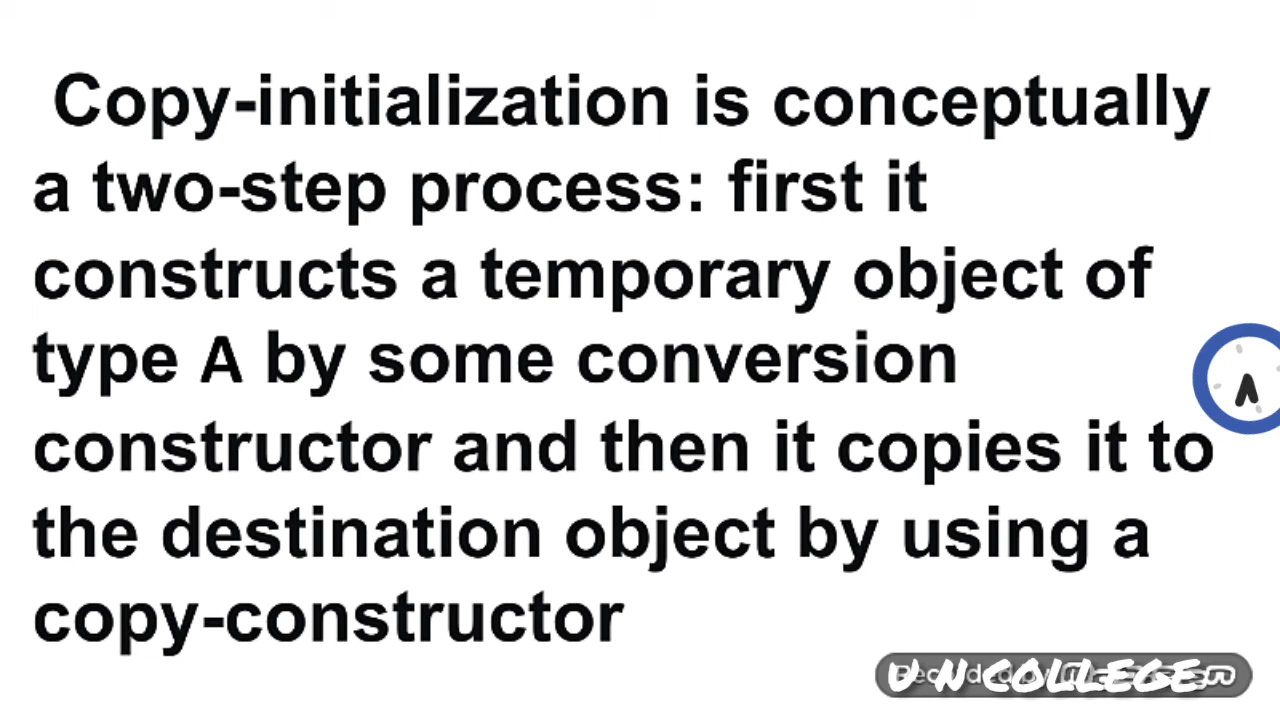 Copy-initialization is conceptually
a two-step process: first it
constructs a temporary object of
type A by some conversion
constructor and then it copies it to
the destination object by using a
copy-constructor
U N COLLEGE